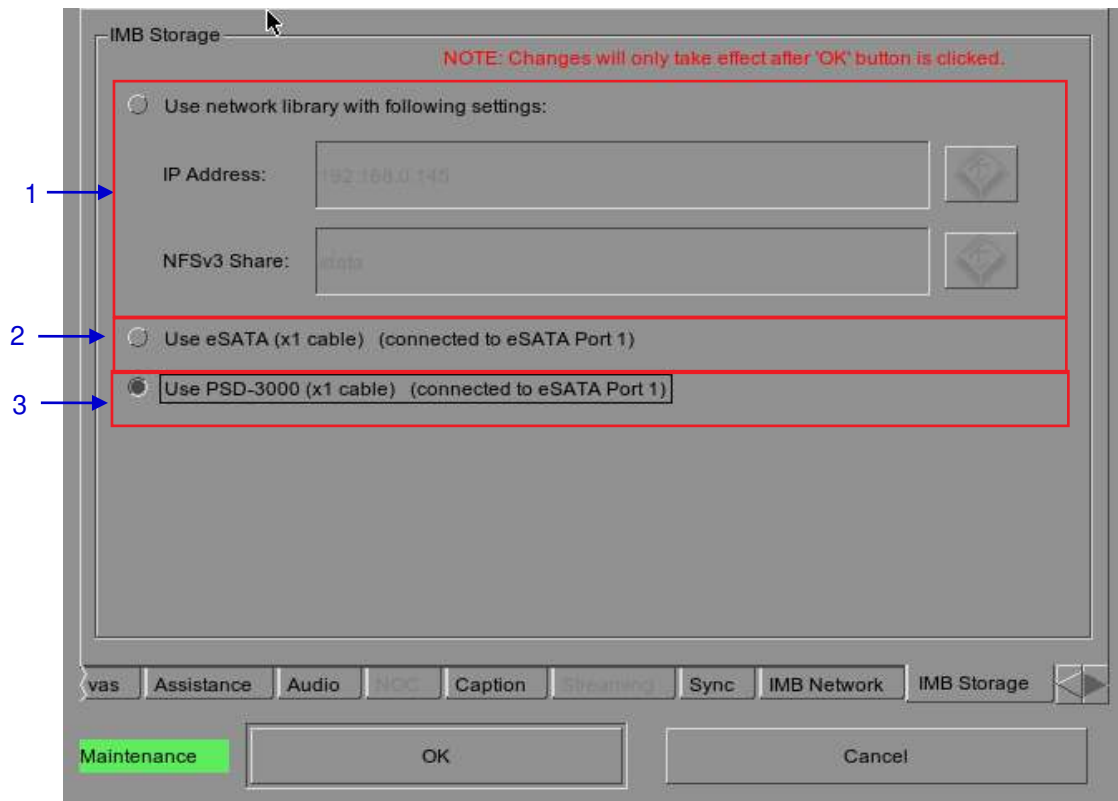 IMB Storage
NOTE: Changes will only take effect after 'OK' button is clicked.
Use network library with following settings:
1
IP Address:
192.168.0.145
NFSv3 Share:
2
Use eSATA (x1 cable) (connected to eSATA Port 1)
3
Use PSD-3000 (x1 cable) (connected to eSATA Port 1)
vas Assistance Audio NOC Caption Streaming Sync IMB Network IMB Storage
Maintenance OK Cancel